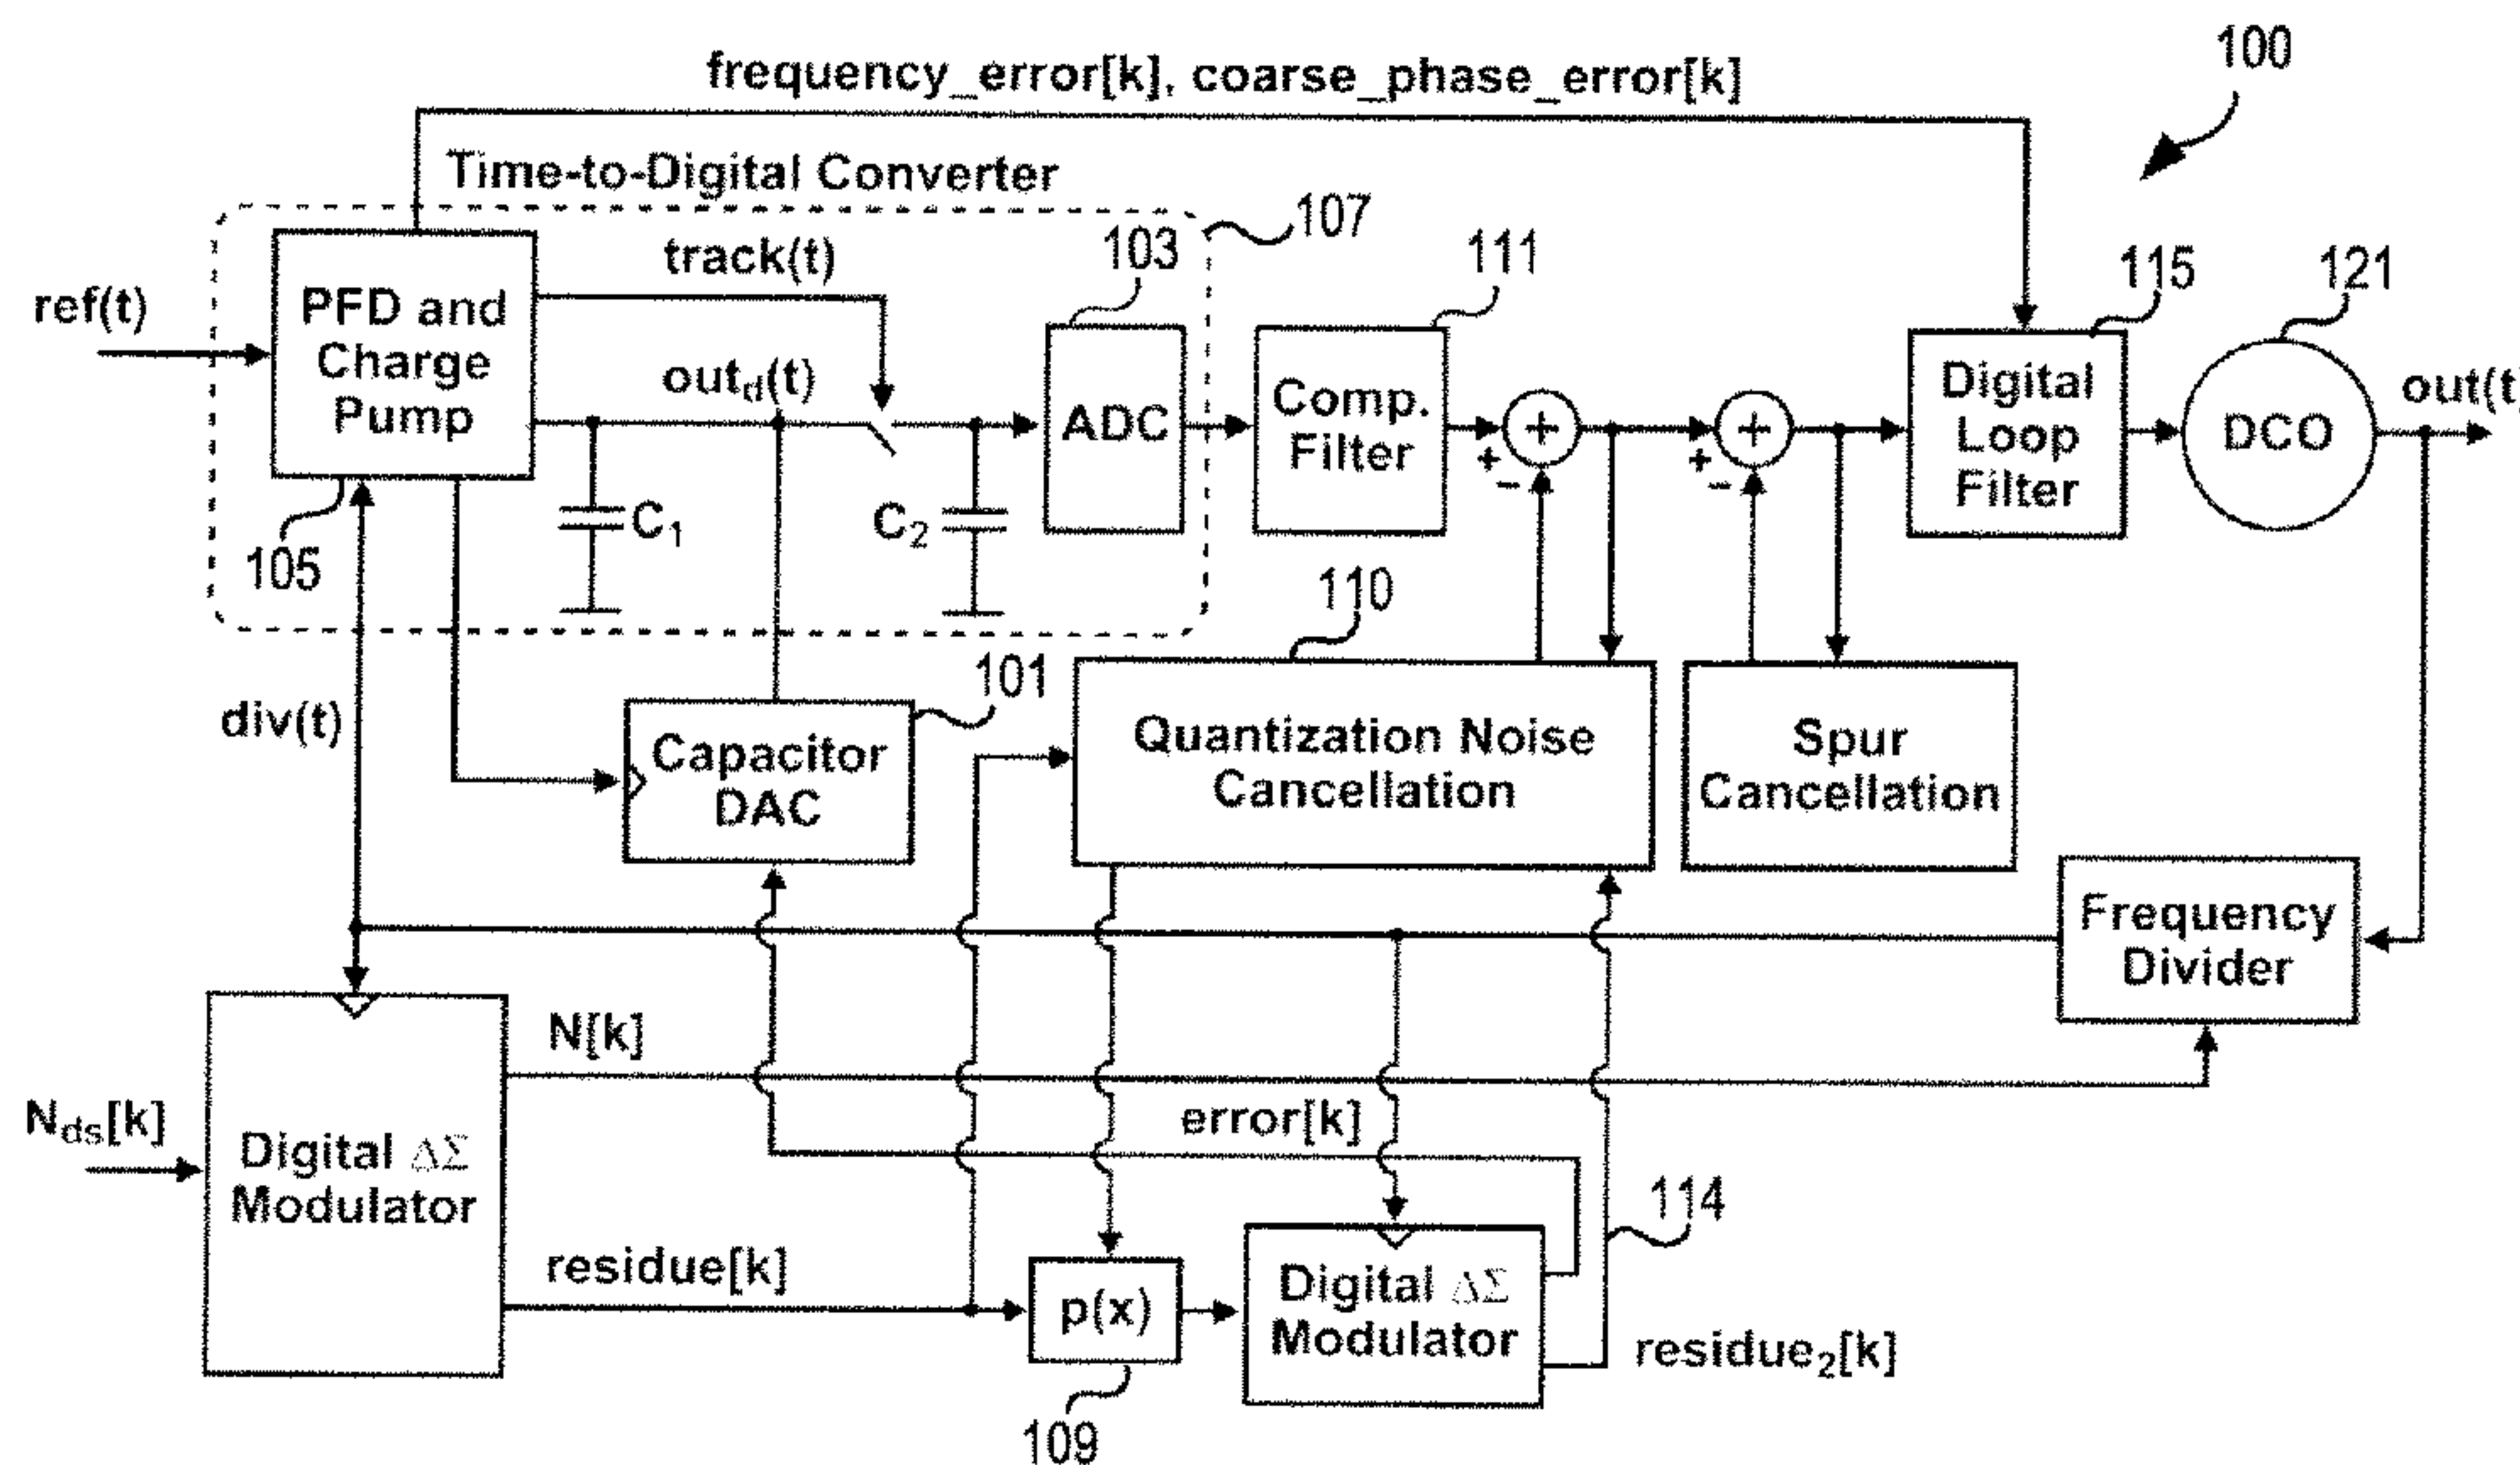 100
frequency_error[k], coarse_phase_error[k]
Time-to-Digital Converter
107
103
111
115
121
track(t)
ref(t)
PFD and
Charge
Pump
out_d(t)
ADC
Comp.
Filter
+
+
+
−
+
−
Digital
Loop
Filter
DCO
out(t)
C₁
C₂
105
110
101
div(t)
Capacitor
DAC
Quantization Noise
Cancellation
Spur
Cancellation
Frequency
Divider
N[k]
N_ds[k]
Digital ΔΣ
Modulator
error[k]
114
residue[k]
p(x)
Digital ΔΣ
Modulator
residue₂[k]
109